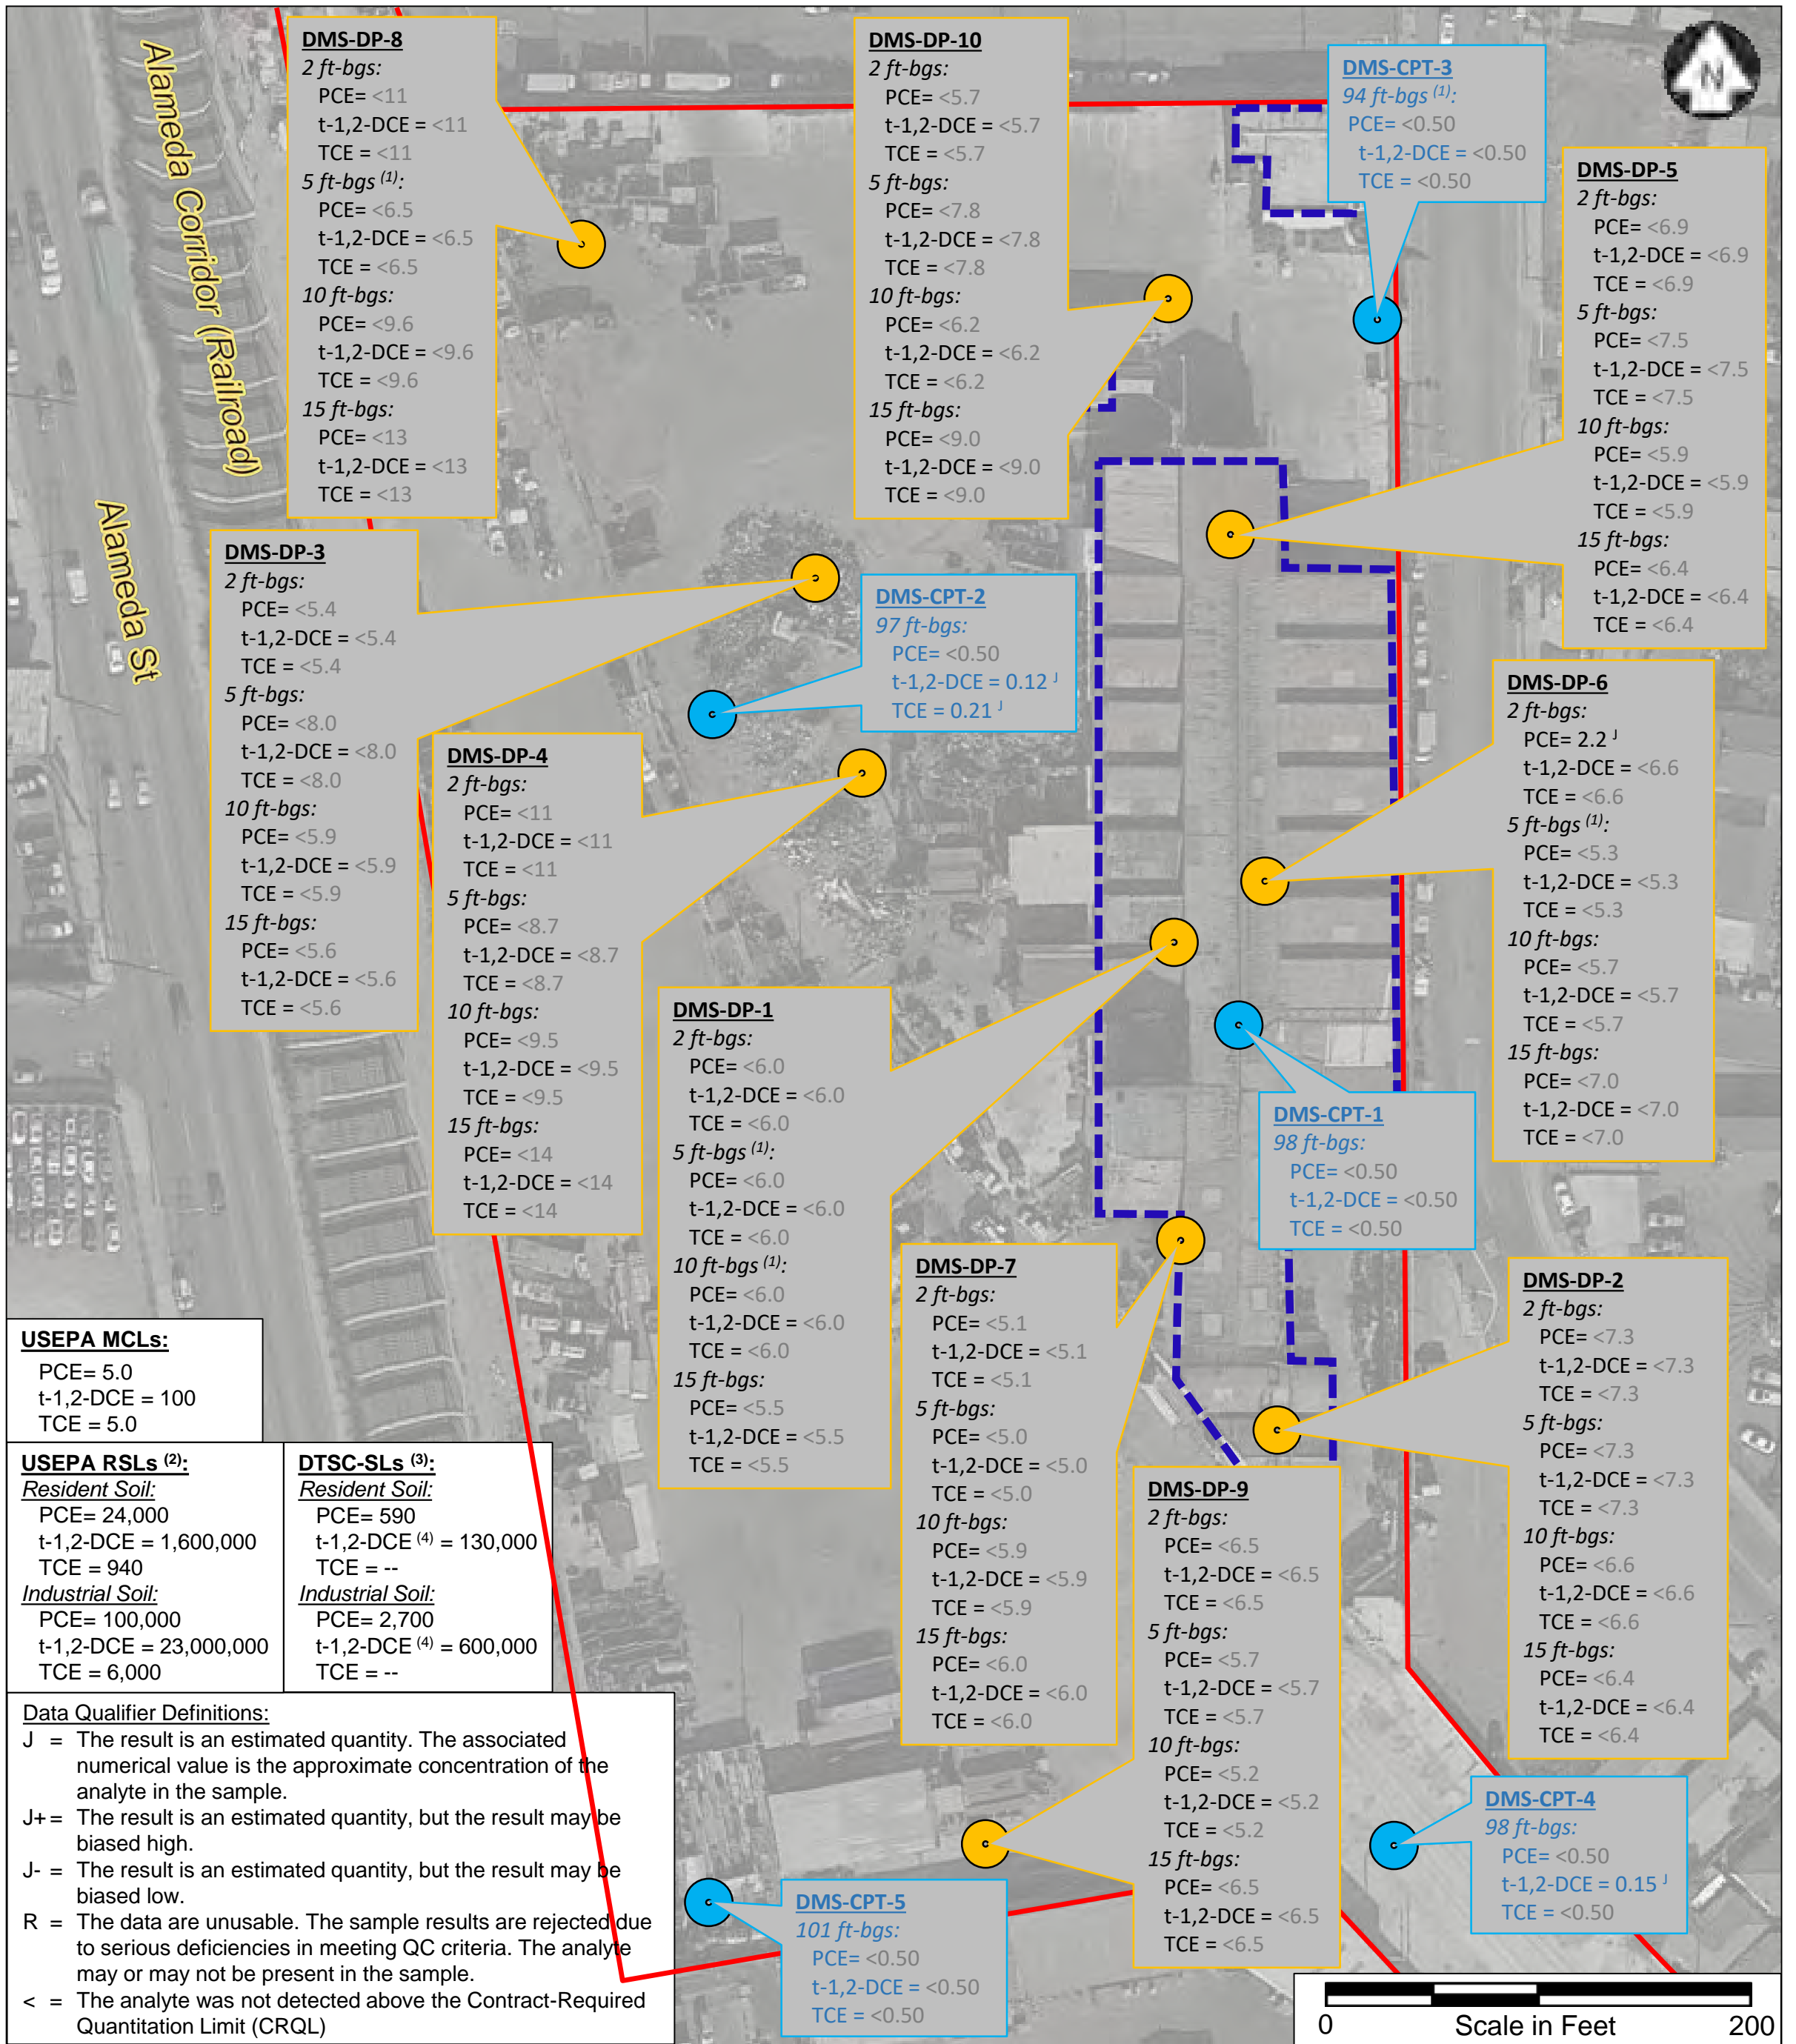 DMS-DP-8
2 ft-bgs:
PCE= <11
t-1,2-DCE = <11
TCE = <11
5 ft-bgs (1):
PCE= <6.5
t-1,2-DCE = <6.5
TCE = <6.5
10 ft-bgs:
PCE= <9.6
t-1,2-DCE = <9.6
TCE = <9.6
15 ft-bgs:
PCE= <13
t-1,2-DCE = <13
TCE = <13
DMS-DP-10
2 ft-bgs:
PCE= <5.7
t-1,2-DCE = <5.7
TCE = <5.7
5 ft-bgs:
PCE= <7.8
t-1,2-DCE = <7.8
TCE = <7.8
10 ft-bgs:
PCE= <6.2
t-1,2-DCE = <6.2
TCE = <6.2
15 ft-bgs:
PCE= <9.0
t-1,2-DCE = <9.0
TCE = <9.0
DMS-CPT-3
94 ft-bgs (1):
PCE= <0.50
t-1,2-DCE = <0.50
TCE = <0.50
N
DMS-DP-5
2 ft-bgs:
PCE= <6.9
t-1,2-DCE = <6.9
TCE = <6.9
5 ft-bgs:
PCE= <7.5
t-1,2-DCE = <7.5
TCE = <7.5
10 ft-bgs:
PCE= <5.9
t-1,2-DCE = <5.9
TCE = <5.9
15 ft-bgs:
PCE= <6.4
t-1,2-DCE = <6.4
TCE = <6.4
Alameda Corridor (Railroad)
Alameda St
DMS-DP-3
2 ft-bgs:
PCE= <5.4
t-1,2-DCE = <5.4
TCE = <5.4
5 ft-bgs:
PCE= <8.0
t-1,2-DCE = <8.0
TCE = <8.0
10 ft-bgs:
PCE= <5.9
t-1,2-DCE = <5.9
TCE = <5.9
15 ft-bgs:
PCE= <5.6
t-1,2-DCE = <5.6
TCE = <5.6
DMS-CPT-2
97 ft-bgs:
PCE= <0.50
t-1,2-DCE = 0.12 J
TCE = 0.21 J
DMS-DP-4
2 ft-bgs:
PCE= <11
t-1,2-DCE = <11
TCE = <11
5 ft-bgs:
PCE= <8.7
t-1,2-DCE = <8.7
TCE = <8.7
10 ft-bgs:
PCE= <9.5
t-1,2-DCE = <9.5
TCE = <9.5
15 ft-bgs:
PCE= <14
t-1,2-DCE = <14
TCE = <14
DMS-DP-6
2 ft-bgs:
PCE= 2.2 J
t-1,2-DCE = <6.6
TCE = <6.6
5 ft-bgs (1):
PCE= <5.3
t-1,2-DCE = <5.3
TCE = <5.3
10 ft-bgs:
PCE= <5.7
t-1,2-DCE = <5.7
TCE = <5.7
15 ft-bgs:
PCE= <7.0
t-1,2-DCE = <7.0
TCE = <7.0
DMS-DP-1
2 ft-bgs:
PCE= <6.0
t-1,2-DCE = <6.0
TCE = <6.0
5 ft-bgs (1):
PCE= <6.0
t-1,2-DCE = <6.0
TCE = <6.0
10 ft-bgs (1):
PCE= <6.0
t-1,2-DCE = <6.0
TCE = <6.0
15 ft-bgs:
PCE= <5.5
t-1,2-DCE = <5.5
TCE = <5.5
DMS-CPT-1
98 ft-bgs:
PCE= <0.50
t-1,2-DCE = <0.50
TCE = <0.50
DMS-DP-7
2 ft-bgs:
PCE= <5.1
t-1,2-DCE = <5.1
TCE = <5.1
5 ft-bgs:
PCE= <5.0
t-1,2-DCE = <5.0
TCE = <5.0
10 ft-bgs:
PCE= <5.9
t-1,2-DCE = <5.9
TCE = <5.9
15 ft-bgs:
PCE= <6.0
t-1,2-DCE = <6.0
TCE = <6.0
DMS-DP-2
2 ft-bgs:
PCE= <7.3
t-1,2-DCE = <7.3
TCE = <7.3
5 ft-bgs:
PCE= <7.3
t-1,2-DCE = <7.3
TCE = <7.3
10 ft-bgs:
PCE= <6.6
t-1,2-DCE = <6.6
TCE = <6.6
15 ft-bgs:
PCE= <6.4
t-1,2-DCE = <6.4
TCE = <6.4
DMS-DP-9
2 ft-bgs:
PCE= <6.5
t-1,2-DCE = <6.5
TCE = <6.5
5 ft-bgs:
PCE= <5.7
t-1,2-DCE = <5.7
TCE = <5.7
10 ft-bgs:
PCE= <5.2
t-1,2-DCE = <5.2
TCE = <5.2
15 ft-bgs:
PCE= <6.5
t-1,2-DCE = <6.5
TCE = <6.5
DMS-CPT-4
98 ft-bgs:
PCE= <0.50
t-1,2-DCE = 0.15 J
TCE = <0.50
DMS-CPT-5
101 ft-bgs:
PCE= <0.50
t-1,2-DCE = <0.50
TCE = <0.50
USEPA MCLs:
PCE= 5.0
t-1,2-DCE = 100
TCE = 5.0
USEPA RSLs (2):
Resident Soil:
PCE= 24,000
t-1,2-DCE = 1,600,000
TCE = 940
Industrial Soil:
PCE= 100,000
t-1,2-DCE = 23,000,000
TCE = 6,000
DTSC-SLs (3):
Resident Soil:
PCE= 590
t-1,2-DCE (4) = 130,000
TCE = --
Industrial Soil:
PCE= 2,700
t-1,2-DCE (4) = 600,000
TCE = --
Data Qualifier Definitions:
J = The result is an estimated quantity. The associated
numerical value is the approximate concentration of the
analyte in the sample.
J+ = The result is an estimated quantity, but the result may be
biased high.
J- = The result is an estimated quantity, but the result may be
biased low.
R = The data are unusable. The sample results are rejected due
to serious deficiencies in meeting QC criteria. The analyte
may or may not be present in the sample.
< = The analyte was not detected above the Contract-Required
Quantitation Limit (CRQL)
0 Scale in Feet 200